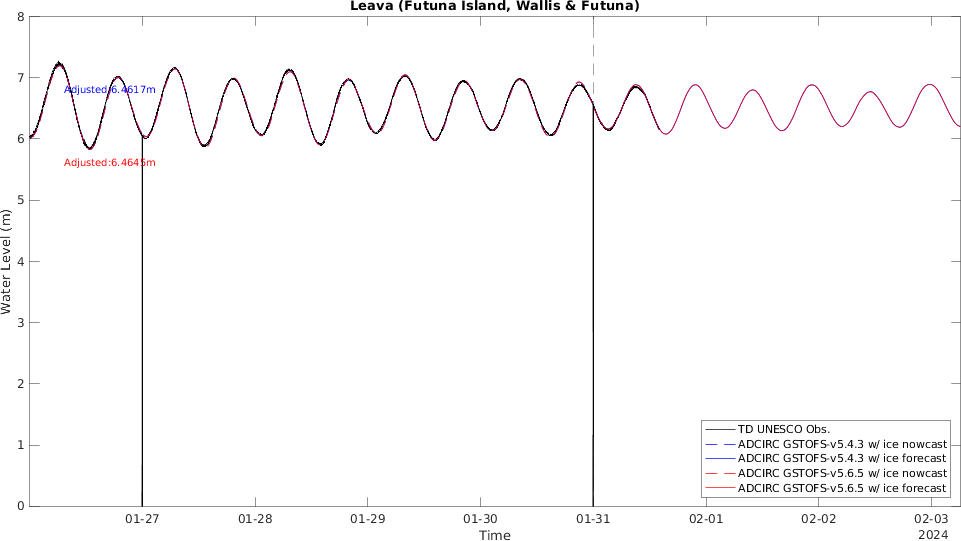 Leava (Futuna Island, Wallis & Futuna)
8
7
6
5
4
3
2
1
0
Water Level (m)
Adjusted:6.4617m
Adjusted:6.4645m
TD UNESCO Obs.
ADCIRC GSTOFS-v5.4.3 w/ ice nowcast
ADCIRC GSTOFS-v5.4.3 w/ ice forecast
ADCIRC GSTOFS-v5.6.5 w/ ice nowcast
ADCIRC GSTOFS-v5.6.5 w/ ice forecast
01-27 01-28 01-29 01-30 01-31 02-01 02-02 02-03
Time
2024